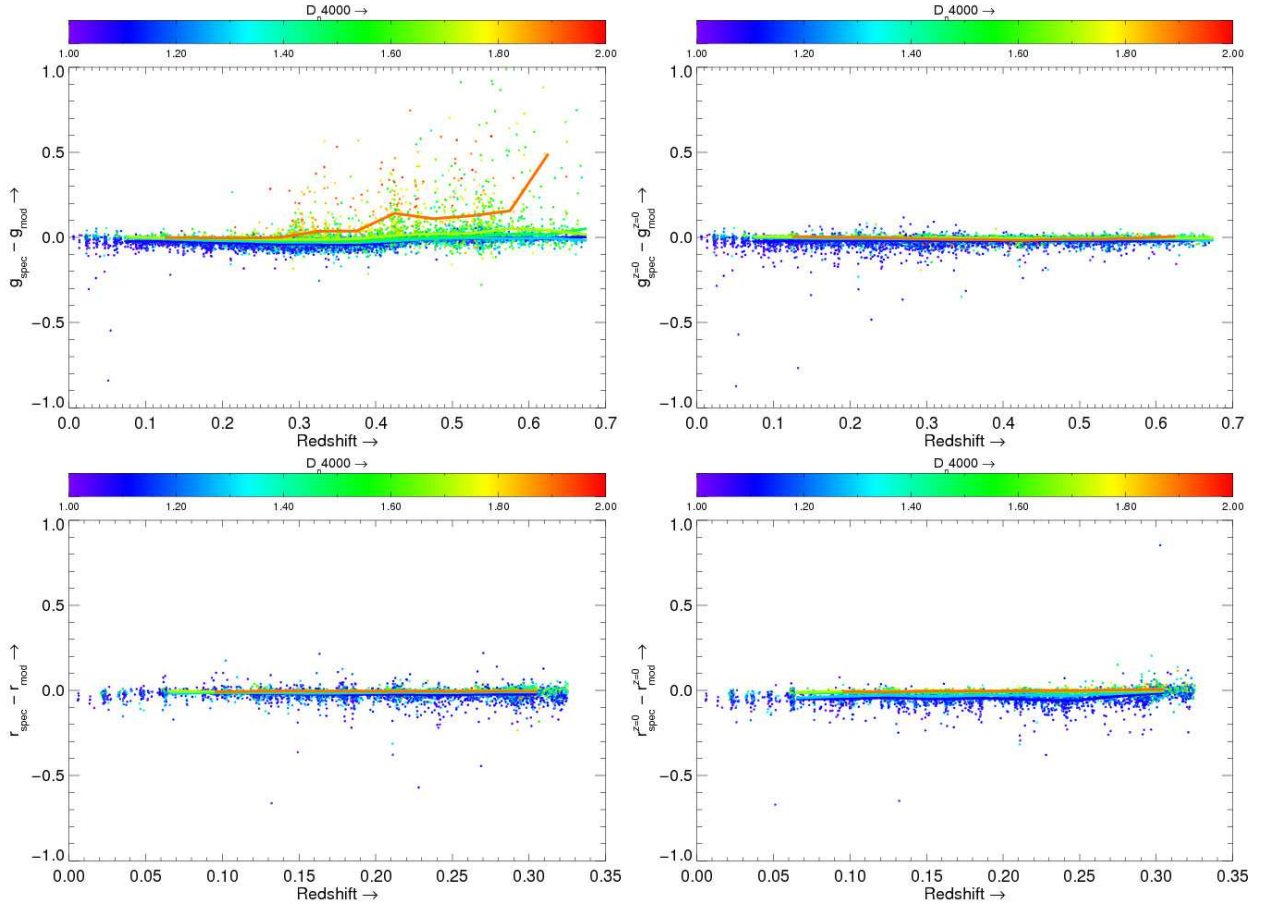 D_n4000 →
1.00 1.20 1.40 1.60 1.80 2.00
1.0
0.5
0.0
−0.5
−1.0
g_spec − g_mod →
0.0 0.1 0.2 0.3 0.4 0.5 0.6 0.7
Redshift →
D_n4000 →
1.00 1.20 1.40 1.60 1.80 2.00
1.0
0.5
0.0
−0.5
−1.0
g_spec^z=0 − g_mod^z=0 →
0.0 0.1 0.2 0.3 0.4 0.5 0.6 0.7
Redshift →
D_n4000 →
1.00 1.20 1.40 1.60 1.80 2.00
1.0
0.5
0.0
−0.5
−1.0
r_spec − r_mod →
0.00 0.05 0.10 0.15 0.20 0.25 0.30 0.35
Redshift →
D_n4000 →
1.00 1.20 1.40 1.60 1.80 2.00
1.0
0.5
0.0
−0.5
−1.0
r_spec^z=0 − r_mod^z=0 →
0.00 0.05 0.10 0.15 0.20 0.25 0.30 0.35
Redshift →